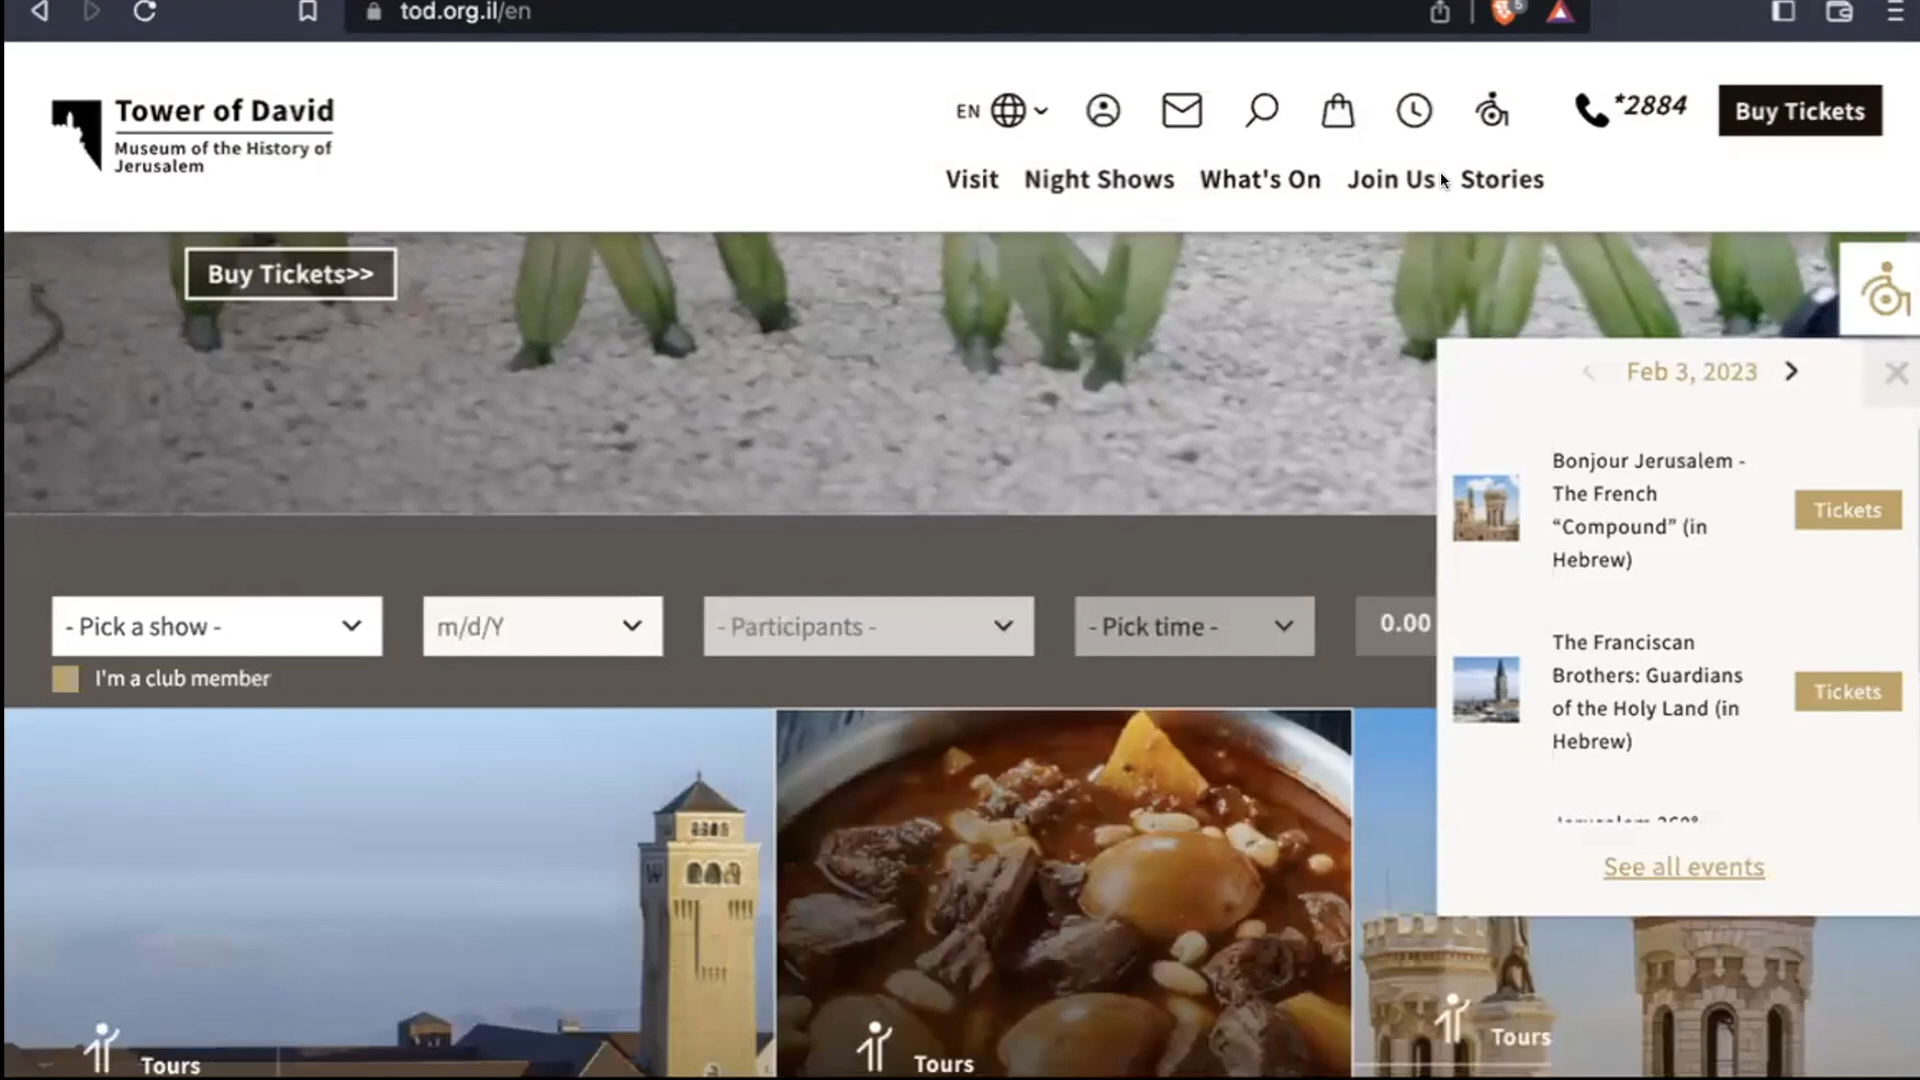 tod.org.il/en
5
Tower of David
Museum of the History of
Jerusalem
EN
*2884
Buy Tickets
Visit
Night Shows
What's On
Join Us
Stories
Buy Tickets>>
Feb 3, 2023
Bonjour Jerusalem -
The French
“Compound” (in
Hebrew)
Tickets
The Franciscan
Brothers: Guardians
of the Holy Land (in
Hebrew)
Tickets
Jerusalem 360°
See all events
- Pick a show -
m/d/Y
- Participants -
- Pick time -
0.00
I'm a club member
Tours
Tours
Tours